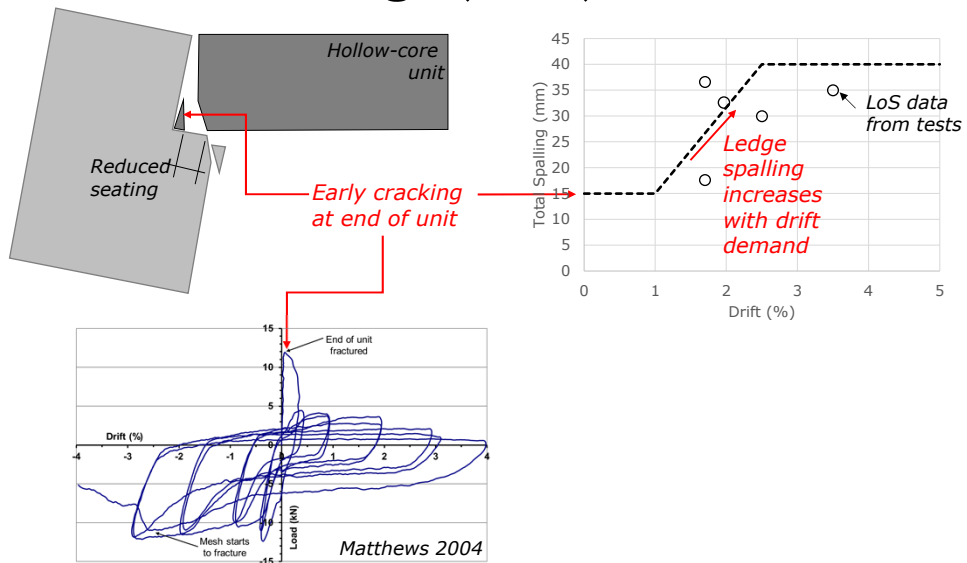 Hollow-core
unit
Reduced
seating
Early cracking
at end of unit
Total Spalling (mm)
45
40
35
30
25
20
15
10
5
0
0 1 2 3 4 5
Drift (%)
LoS data
from tests
Ledge
spalling
increases
with drift
demand
15
End of unit
fractured
10
5
Drift (%)
0
-4 -3 -2 -1 0 1 2 3 4
-5
-10
-15
Load (kN)
Mesh starts
to fracture
Matthews 2004